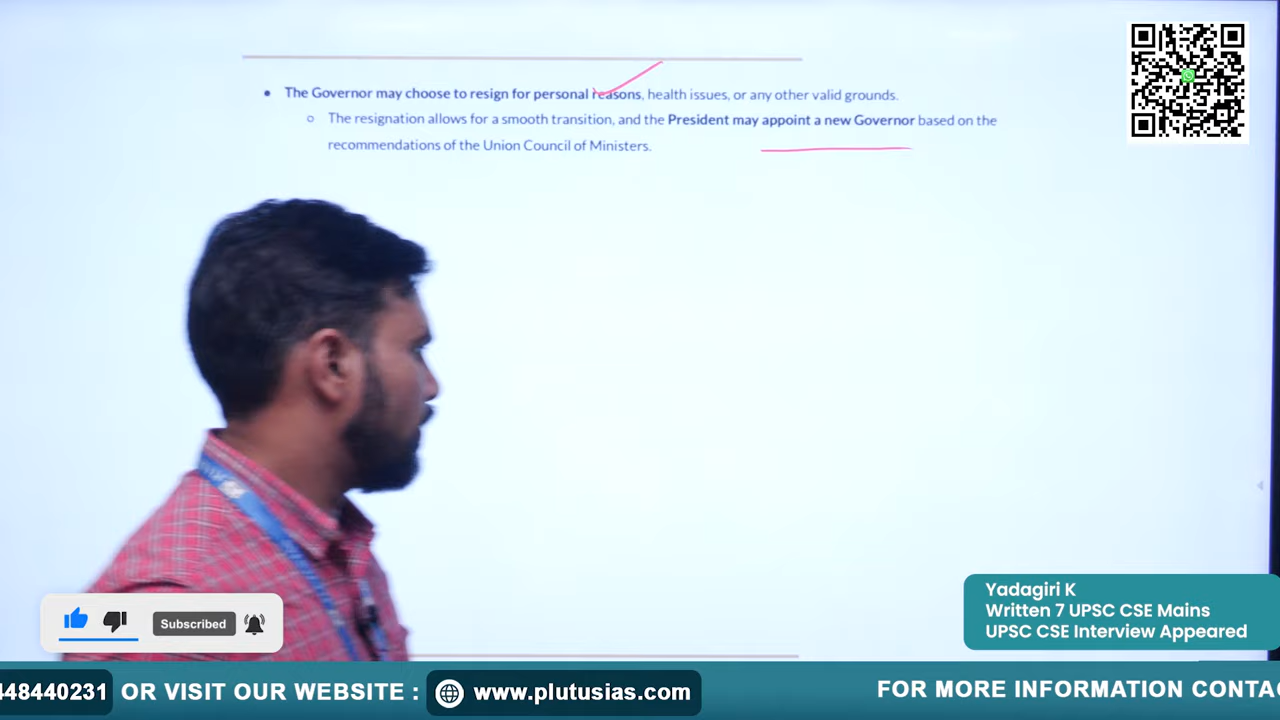 The Governor may choose to resign for personal reasons, health issues, or any other valid grounds.
The resignation allows for a smooth transition, and the President may appoint a new Governor based on the
recommendations of the Union Council of Ministers.
Yadagiri K
Written 7 UPSC CSE Mains
UPSC CSE Interview Appeared
Subscribed
448440231 OR VISIT OUR WEBSITE : www.plutusias.com FOR MORE INFORMATION CONTA